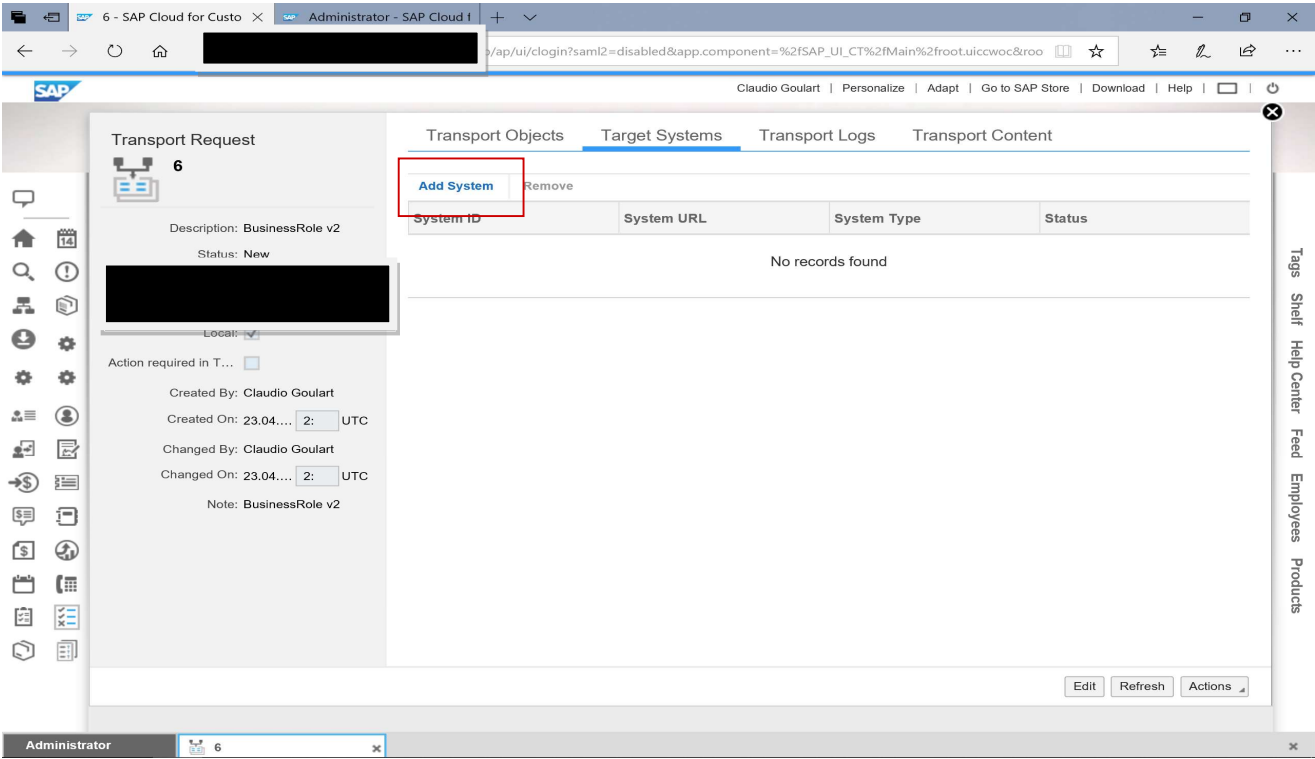 6 - SAP Cloud for Custo
Administrator - SAP Cloud f
/ap/ui/clogin?saml2=disabled&app.component=%2fSAP_UI_CT%2fMain%2froot.uiccwoc&roo
SAP
Claudio Goulart | Personalize | Adapt | Go to SAP Store | Download | Help |
Transport Request
6
Description: BusinessRole v2
Status: New
Local:
Action required in T...
Created By: Claudio Goulart
Created On: 23.04.... 2: UTC
Changed By: Claudio Goulart
Changed On: 23.04.... 2: UTC
Note: BusinessRole v2
Transport Objects Target Systems Transport Logs Transport Content
Add System Remove
System ID System URL System Type Status
No records found
14
Tags
Shelf
Help Center
Feed
Employees
Products
Edit Refresh Actions
Administrator 6